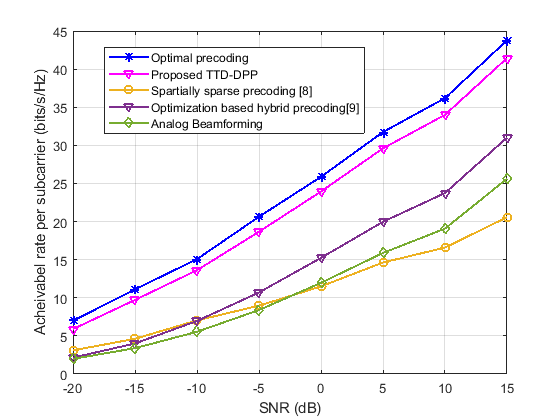 45
40
35
30
25
20
15
10
5
0
-20 -15 -10 -5 0 5 10 15
Acheivabel rate per subcarrier (bits/s/Hz)
SNR (dB)
Optimal precoding
Proposed TTD-DPP
Spartially sparse precoding [8]
Optimization based hybrid precoding[9]
Analog Beamforming